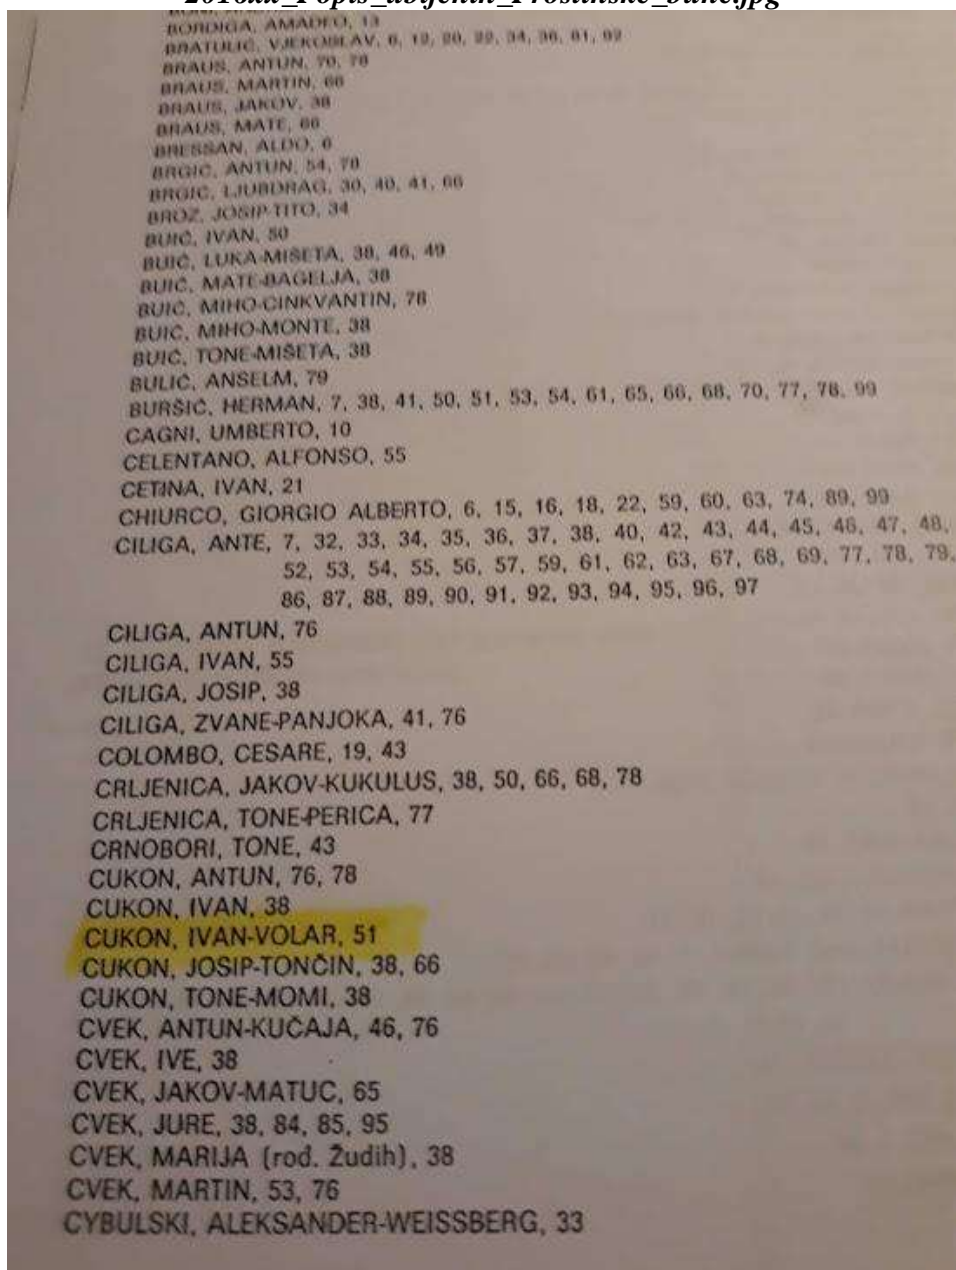 BORDIGA, AMADEO, 13
BRATULIĆ, VJEKOSLAV, 6, 12, 20, 22, 34, 36, 61, 92
BRAUS, ANTUN, 70, 78
BRAUS, MARTIN, 66
BRAUS, JAKOV, 38
BRAUS, MATE, 66
BRESSAN, ALDO, 6
BRGIĆ, ANTUN, 54, 78
BRGIĆ, LJUBDRAG, 30, 40, 41, 66
BROZ, JOSIP-TITO, 34
BUIĆ, IVAN, 50
BUIĆ, LUKA-MIŠETA, 38, 46, 49
BUIĆ, MATE-BAGELJA, 38
BUIĆ, MIHO-CINKVANTIN, 78
BUIĆ, MIHO-MONTE, 38
BUIĆ, TONE-MIŠETA, 38
BULIĆ, ANSELM, 79
BURŠIĆ, HERMAN, 7, 38, 41, 50, 51, 53, 54, 61, 65, 66, 68, 70, 77, 78, 99
CAGNI, UMBERTO, 10
CELENTANO, ALFONSO, 55
CETINA, IVAN, 21
CHIURCO, GIORGIO ALBERTO, 6, 15, 16, 18, 22, 59, 60, 63, 74, 89, 99
CILIGA, ANTE, 7, 32, 33, 34, 35, 36, 37, 38, 40, 42, 43, 44, 45, 46, 47, 48,
52, 53, 54, 55, 56, 57, 59, 61, 62, 63, 67, 68, 69, 77, 78, 79,
86, 87, 88, 89, 90, 91, 92, 93, 94, 95, 96, 97
CILIGA, ANTUN, 76
CILIGA, IVAN, 55
CILIGA, JOSIP, 38
CILIGA, ZVANE-PANJOKA, 41, 76
COLOMBO, CESARE, 19, 43
CRLJENICA, JAKOV-KUKULUS, 38, 50, 66, 68, 78
CRLJENICA, TONE-PERICA, 77
CRNOBORI, TONE, 43
CUKON, ANTUN, 76, 78
CUKON, IVAN, 38
CUKON, IVAN-VOLAR, 51
CUKON, JOSIP-TONČIN, 38, 66
CUKON, TONE-MOMI, 38
CVEK, ANTUN-KUČAJA, 46, 76
CVEK, IVE, 38
CVEK, JAKOV-MATUC, 65
CVEK, JURE, 38, 84, 85, 95
CVEK, MARIJA (rod. Žudih), 38
CVEK, MARTIN, 53, 76
CYBULSKI, ALEKSANDER-WEISSBERG, 33